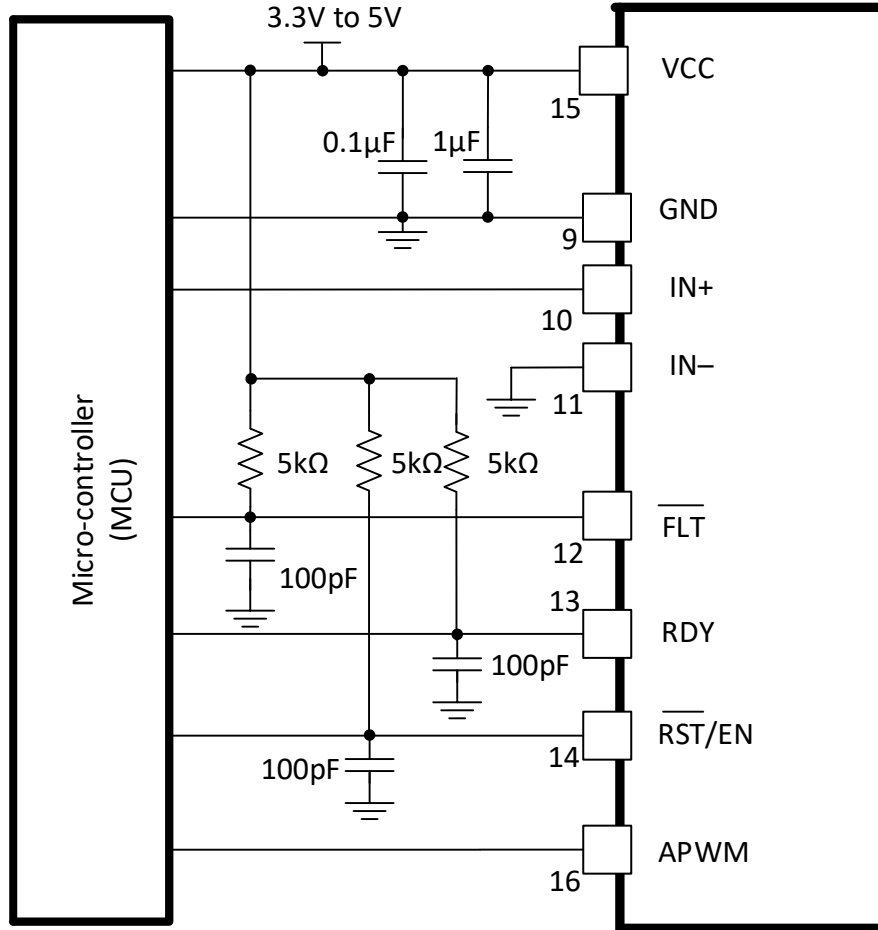 3.3V to 5V
VCC
15
0.1µF
1µF
GND
9
IN+
10
IN–
11
Micro-controller
(MCU)
5kΩ
5kΩ
5kΩ
FLT
12
100pF
13
RDY
100pF
RST/EN
14
100pF
APWM
16